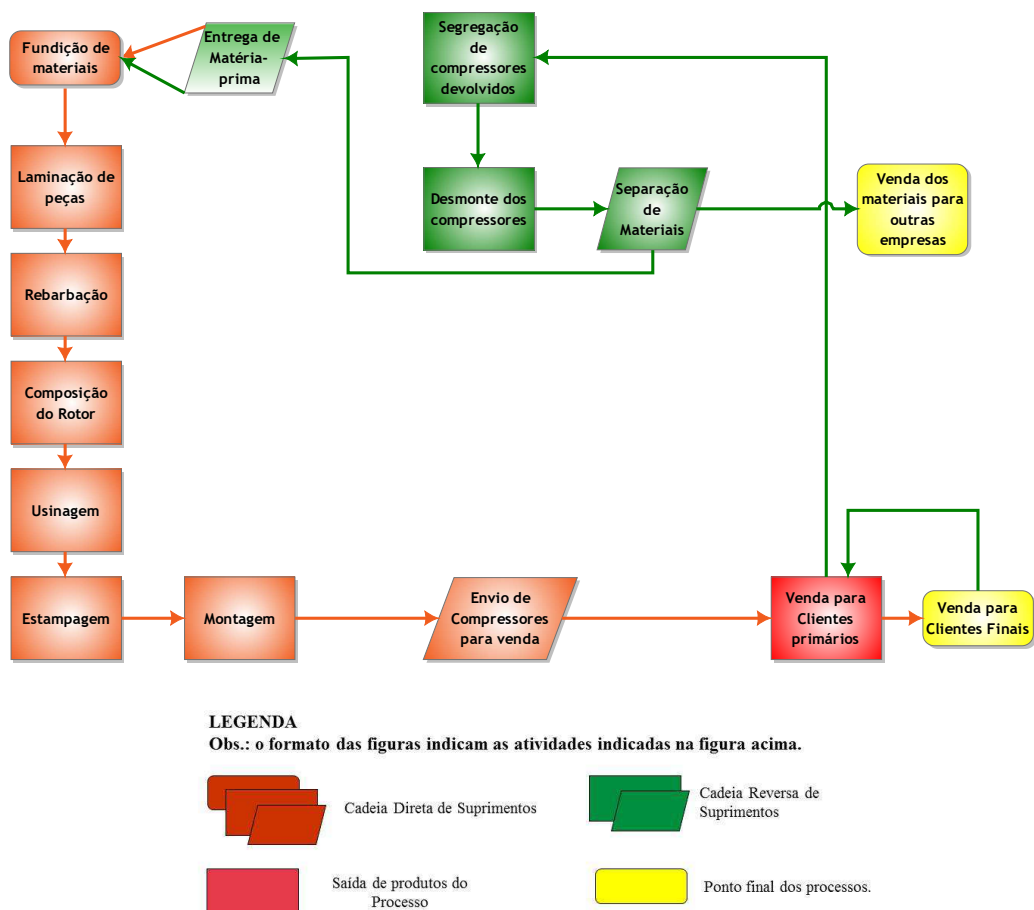 Fundição de
materiais
Entrega de
Matéria-
prima
Segregação
de
compressores
devolvidos
Laminação de
peças
Desmonte dos
compressores
Separação
de
Materiais
Venda dos
materiais para
outras
empresas
Rebarbação
Composição
do Rotor
Usinagem
Estampagem
Montagem
Envio de
Compressores
para venda
Venda para
Clientes
primários
Venda para
Clientes Finais
LEGENDA
Obs.: o formato das figuras indicam as atividades indicadas na figura acima.
Cadeia Direta de Suprimentos
Cadeia Reversa de
Suprimentos
Saída de produtos do
Processo
Ponto final dos processos.